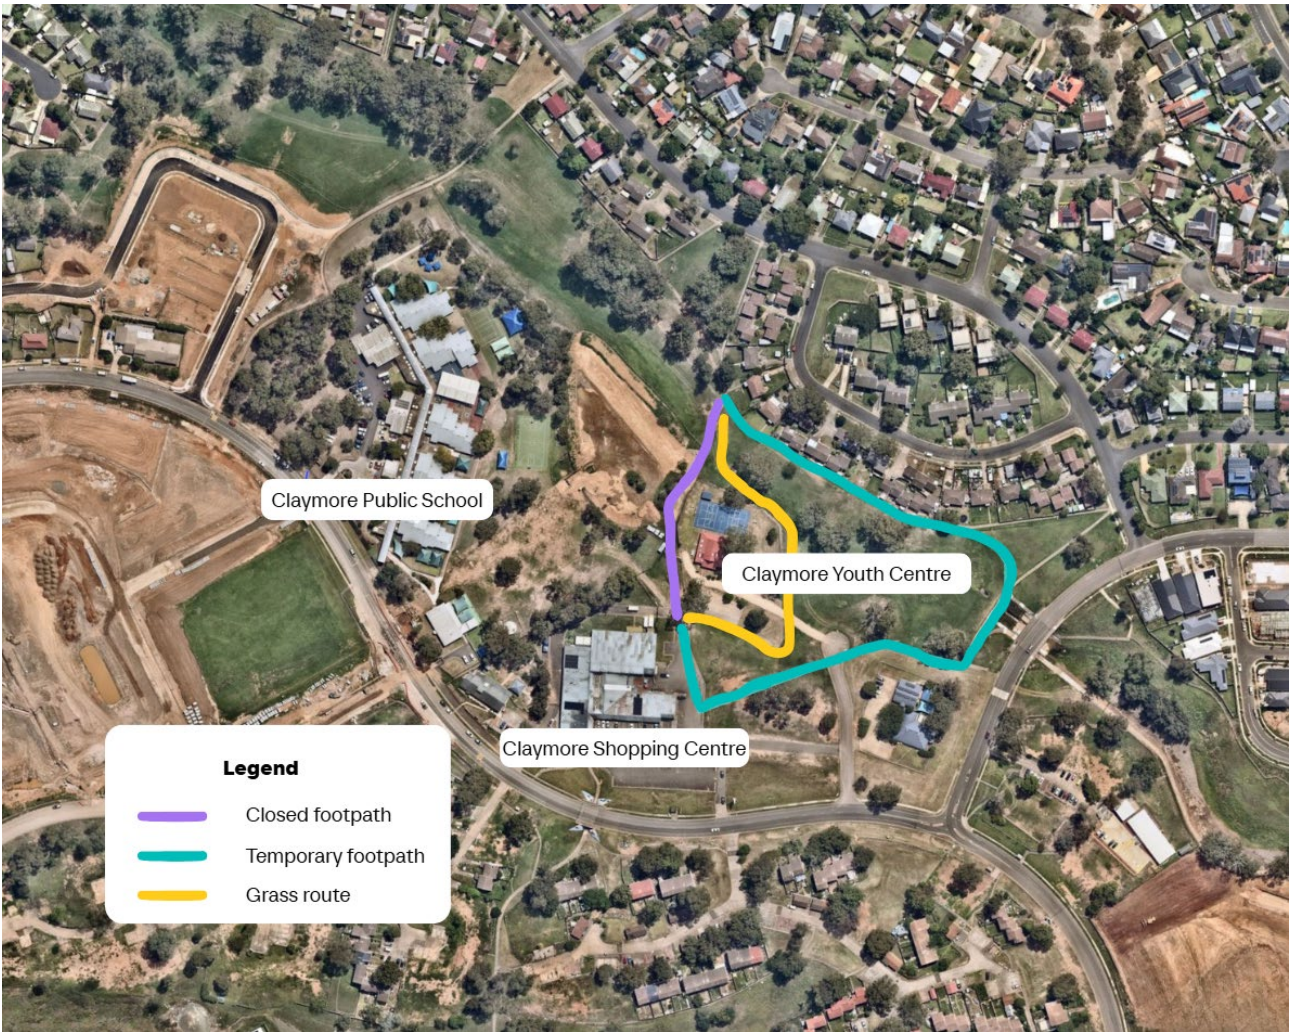 Claymore Public School
Claymore Youth Centre
Claymore Shopping Centre
Legend
Closed footpath
Temporary footpath
Grass route